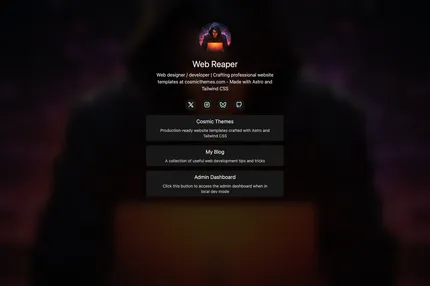 Web Reaper
Web designer / developer | Crafting professional website
templates at cosmicthemes.com - Made with Astro and
Tailwind CSS
Cosmic Themes
Production-ready website templates crafted with Astro and
Tailwind CSS
My Blog
A collection of useful web development tips and tricks
Admin Dashboard
Click this button to access the admin dashboard when in
local dev mode